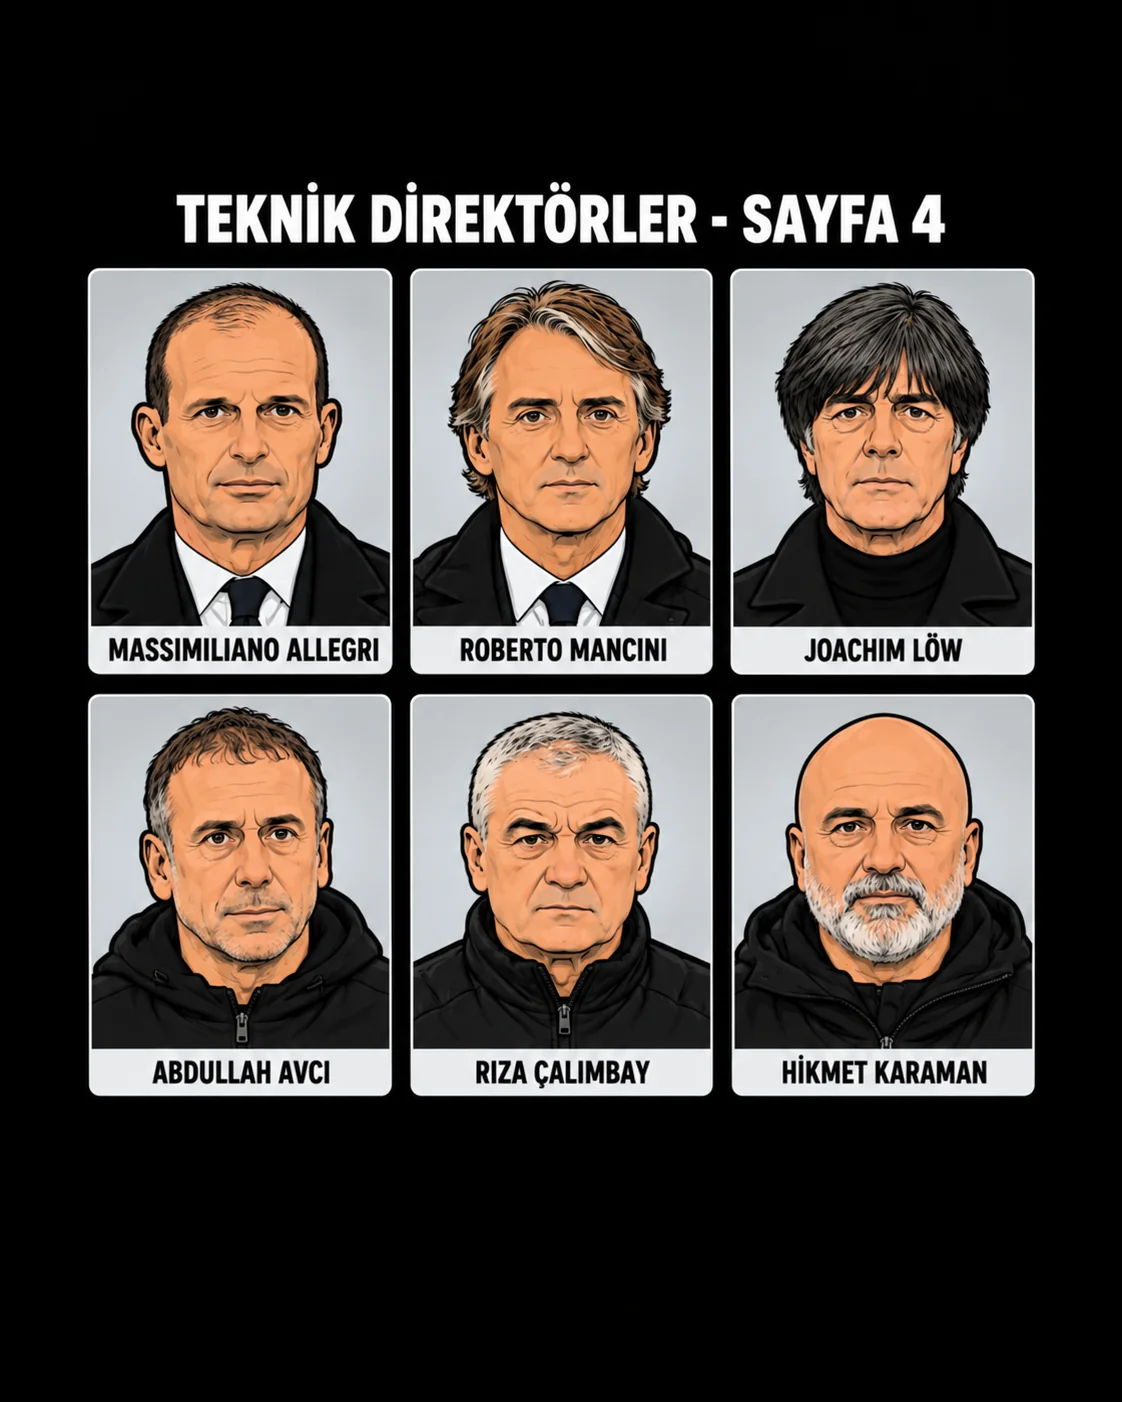 TEKNİK DİREKTÖRLER - SAYFA 4
MASSIMILIANO ALLEGRI
ROBERTO MANCINI
JOACHIM LÖW
ABDULLAH AVCI
RIZA ÇALIMBAY
HİKMET KARAMAN